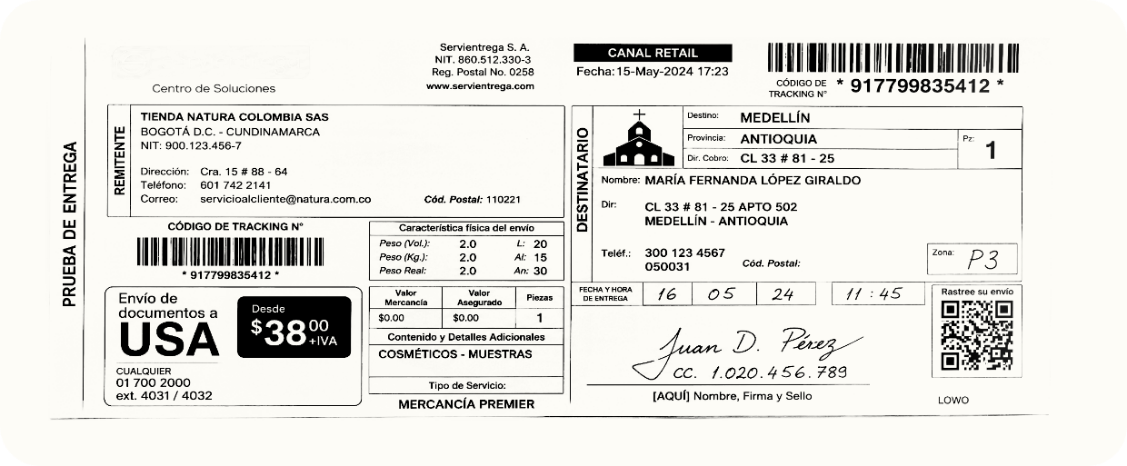 Servientrega S. A.
NIT. 860.512.330-3
Reg. Postal No. 0258
www.servientrega.com
Centro de Soluciones
CANAL RETAIL
Fecha: 15-May-2024 17:23
CÓDIGO DE TRACKING N° * 917799835412 *
PRUEBA DE ENTREGA
REMITENTE
TIENDA NATURA COLOMBIA SAS
BOGOTÁ D.C. - CUNDINAMARCA
NIT: 900.123.456-7
Dirección: Cra. 15 # 88 - 64
Teléfono: 601 742 2141
Correo: servicioalcliente@natura.com.co
Cód. Postal: 110221
DESTINATARIO
Destino: MEDELLÍN
Provincia: ANTIOQUIA
Dir. Cobro: CL 33 # 81 - 25
Pz: 1
Nombre: MARÍA FERNANDA LÓPEZ GIRALDO
Dir: CL 33 # 81 - 25 APTO 502
MEDELLÍN - ANTIOQUIA
Teléf.: 300 123 4567
050031 Cód. Postal:
Zona: P3
CÓDIGO DE TRACKING N°
* 917799835412 *
Característica física del envío
Peso (Vol.): 2.0 L: 20
Peso (Kg.): 2.0 Al: 15
Peso Real: 2.0 An: 30
Valor Mercancía Valor Asegurado Piezas
$0.00 $0.00 1
Contenido y Detalles Adicionales
COSMÉTICOS - MUESTRAS
Tipo de Servicio:
MERCANCÍA PREMIER
Envío de
documentos a
USA
Desde
$3800
+IVA
CUALQUIER
01 700 2000
ext. 4031 / 4032
FECHA Y HORA
DE ENTREGA 16 05 24 11:45
Rastree su envío
Juan D. Pérez
CC. 1.020.456.789
[AQUÍ] Nombre, Firma y Sello
LOWO